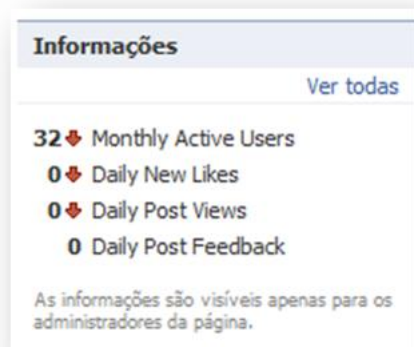 Informações
Ver todas
32 Monthly Active Users
0 Daily New Likes
0 Daily Post Views
0 Daily Post Feedback
As informações são visíveis apenas para os
administradores da página.